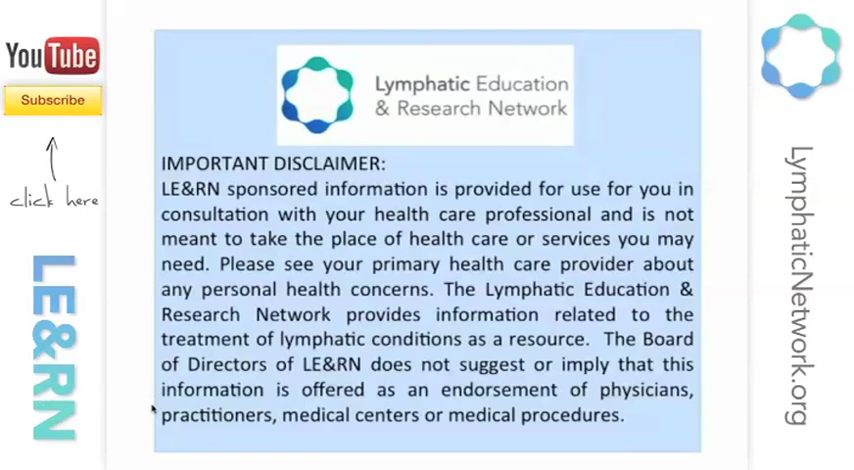 YouTube
Subscribe
click here
LE&RN
Lymphatic Education
& Research Network
IMPORTANT DISCLAIMER:
LE&RN sponsored information is provided for use for you in
consultation with your health care professional and is not
meant to take the place of health care or services you may
need. Please see your primary health care provider about
any personal health concerns. The Lymphatic Education &
Research Network provides information related to the
treatment of lymphatic conditions as a resource. The Board
of Directors of LE&RN does not suggest or imply that this
information is offered as an endorsement of physicians,
practitioners, medical centers or medical procedures.
LymphaticNetwork.org